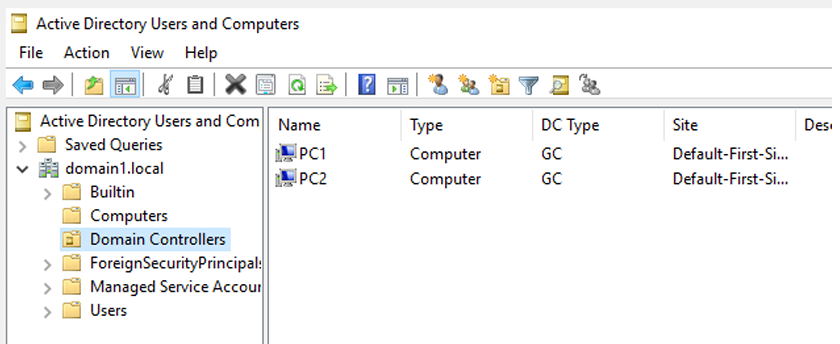 Active Directory Users and Computers
File Action View Help
Active Directory Users and Com
Name Type DC Type Site Desc
Saved Queries
domain1.local
PC1 Computer GC Default-First-Si...
Builtin
PC2 Computer GC Default-First-Si...
Computers
Domain Controllers
ForeignSecurityPrincipals
Managed Service Accour
Users